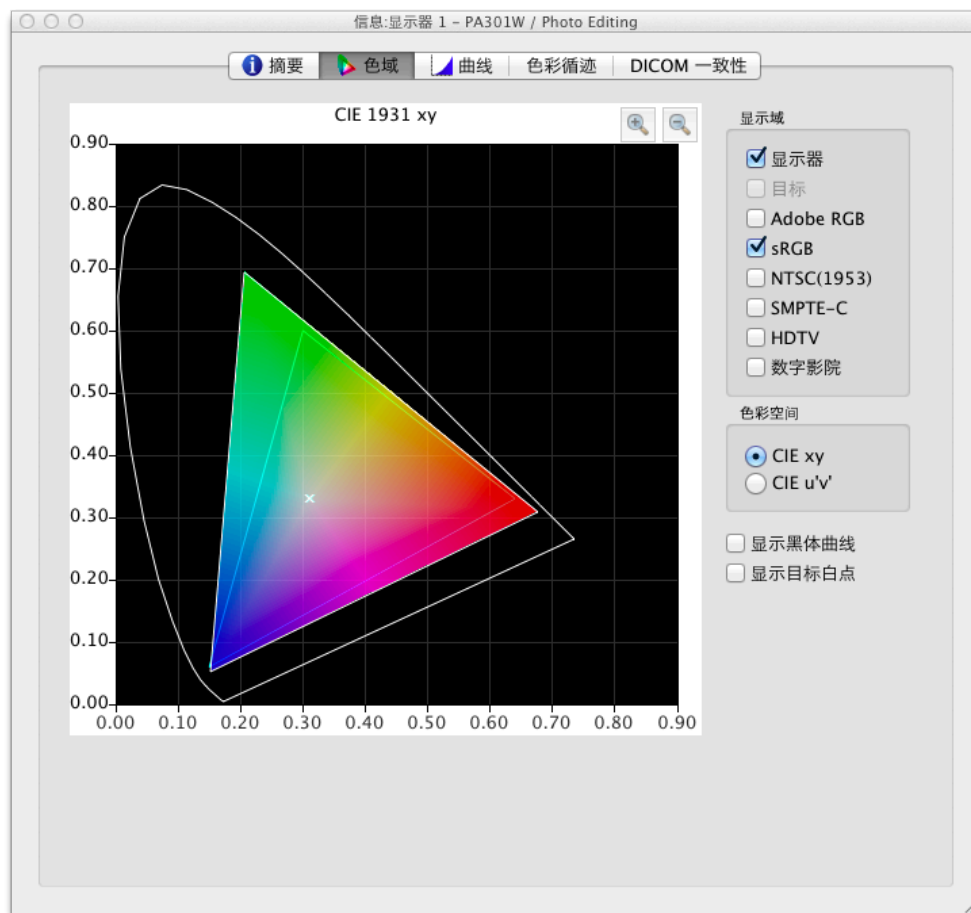 信息:显示器 1 – PA301W / Photo Editing
摘要 色域 曲线 色彩循迹 DICOM 一致性
CIE 1931 xy
0.90
0.80
0.70
0.60
0.50
0.40
0.30
0.20
0.10
0.00
0.00 0.10 0.20 0.30 0.40 0.50 0.60 0.70 0.80 0.90
显示域
显示器
目标
Adobe RGB
sRGB
NTSC(1953)
SMPTE-C
HDTV
数字影院
色彩空间
CIE xy
CIE u'v'
显示黑体曲线
显示目标白点